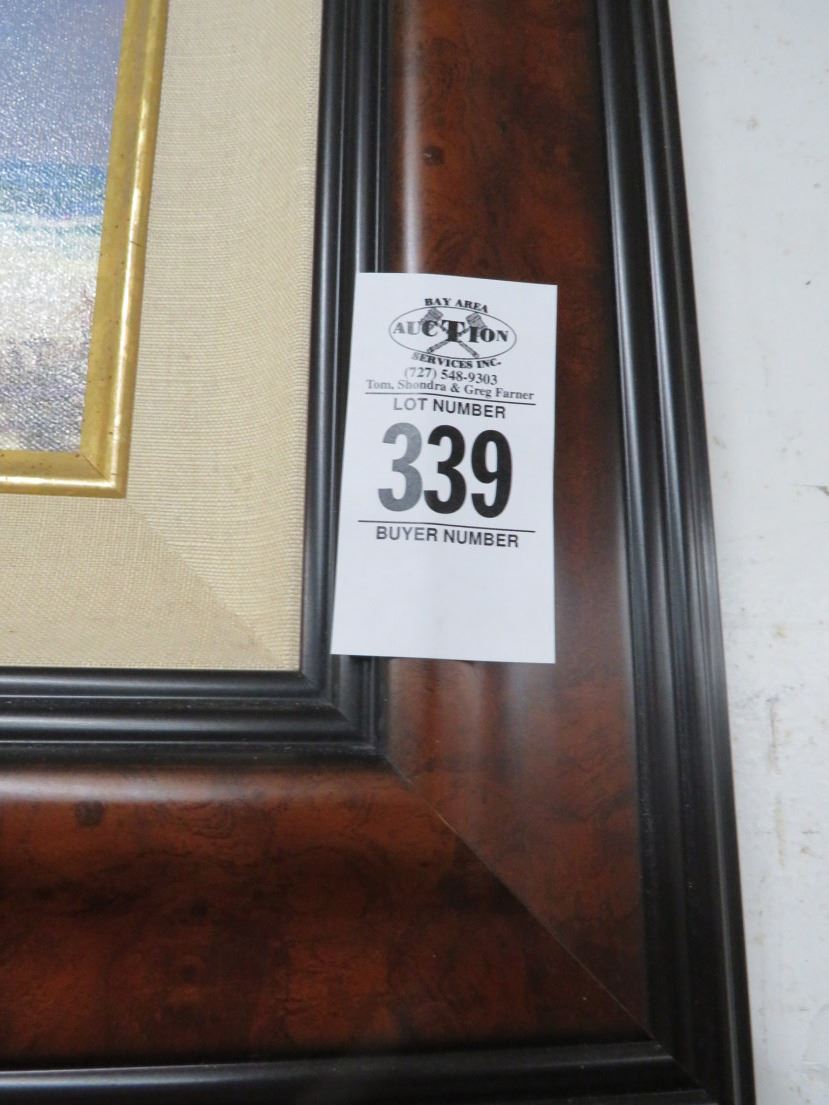 BAY AREA
AUCTION
SERVICES INC.
(727) 548-9303
Tom, Shondra & Greg Farner
LOT NUMBER
339
BUYER NUMBER